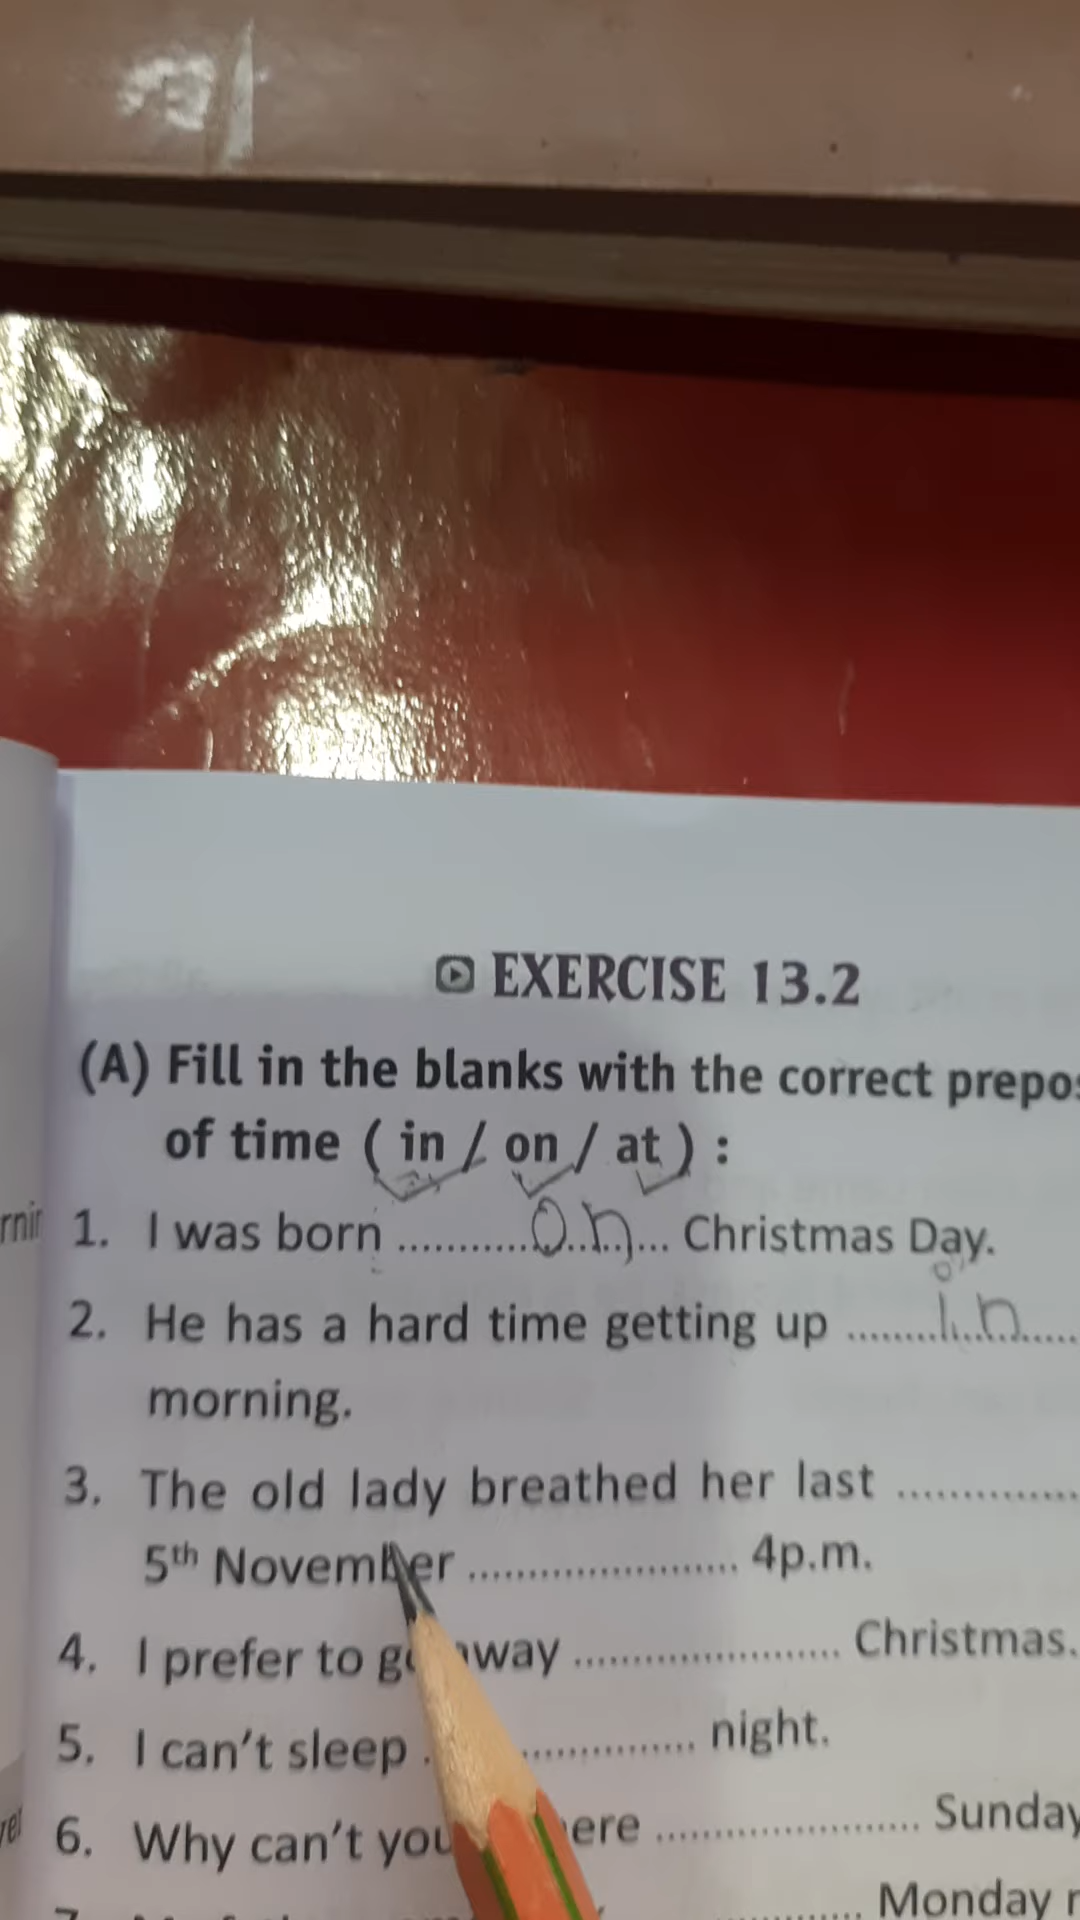 EXERCISE 13.2
(A) Fill in the blanks with the correct
of time ( in / on / at ) :
1. I was born ............On...... Christmas Day.
2. He has a hard time getting up ........In......
morning.
3. The old lady breathed her last ..............
5th November ....................... 4p.m.
4. I prefer to away ....................... Christmas.
5. I can't sleep ................... night.
6. Why can't you ....................... Sunday
............ Monday